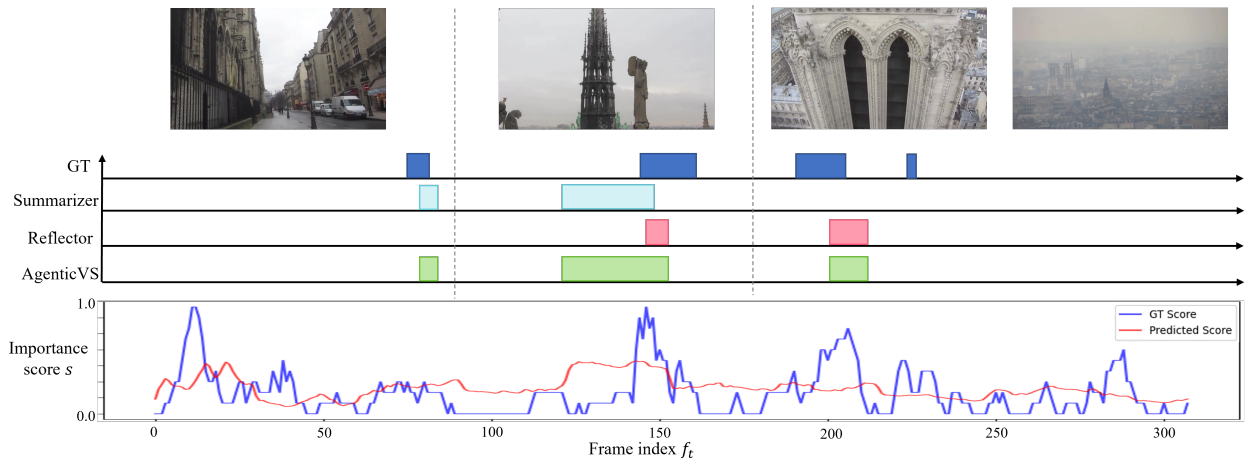 GT
Summarizer
Reflector
AgenticVS
1.0
Importance
score s
0.0
GT Score
Predicted Score
0 50 100 150 200 250 300
Frame index f_t